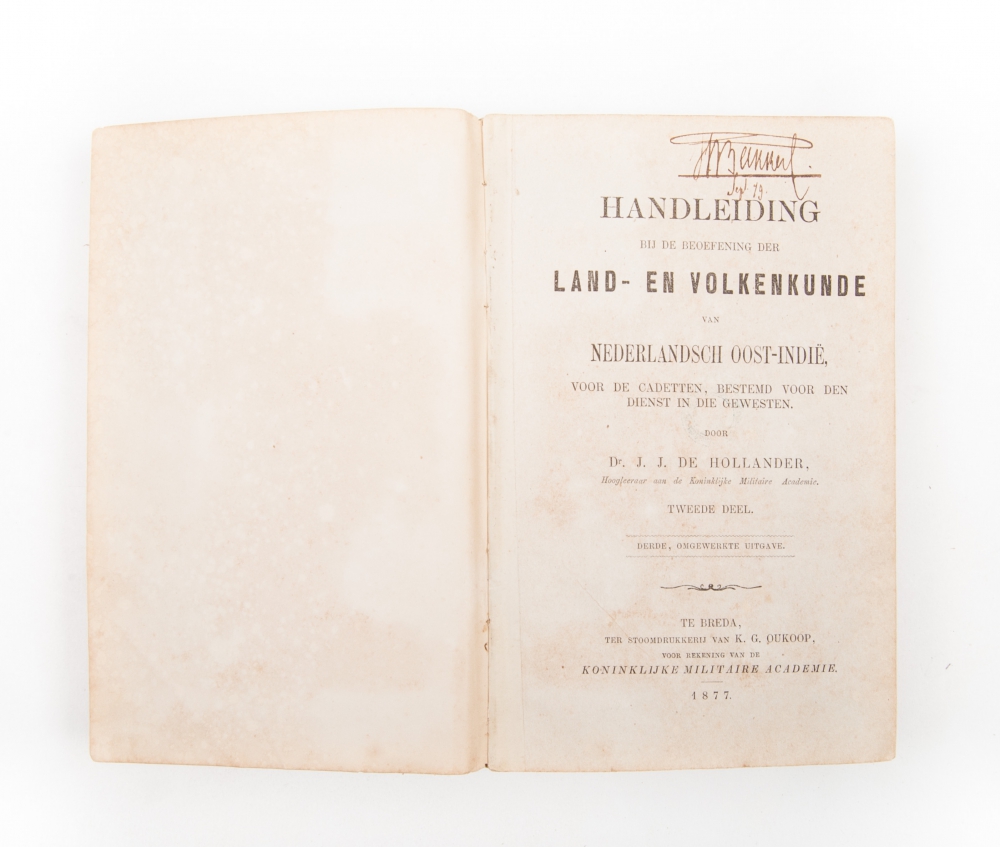 Sept. 79.
HANDLEIDING
BIJ DE BEOEFENING DER
LAND- EN VOLKENKUNDE
VAN
NEDERLANDSCH OOST-INDIË,
VOOR DE CADETTEN, BESTEMD VOOR DEN
DIENST IN DIE GEWESTEN.
DOOR
Dr. J. J. DE HOLLANDER,
Hoogleeraar aan de Koninklijke Militaire Academie.
TWEEDE DEEL.
DERDE, OMGEWERKTE UITGAVE.
TE BREDA,
TER STOOMDRUKKERIJ VAN K. G. OUKOOP,
VOOR REKENING VAN DE
KONINKLIJKE MILITAIRE ACADEMIE.
1877.